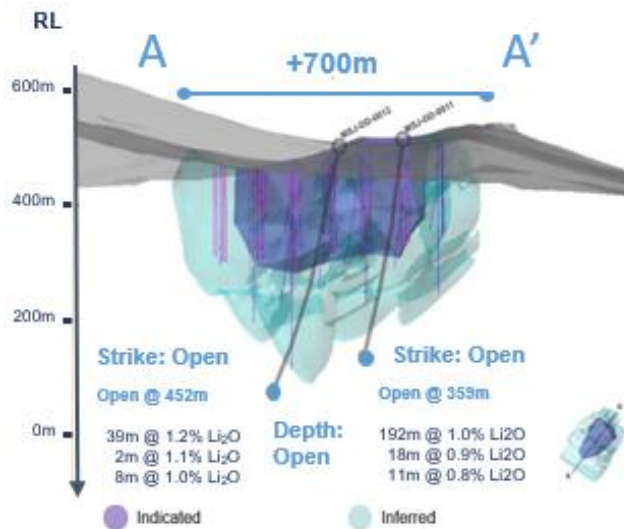 RL
A
+700m
A'
600m
400m
200m
0m
Strike: Open
Strike: Open
Open @ 452m
Open @ 359m
39m @ 1.2% Li₂O
2m @ 1.1% Li₂O
8m @ 1.0% Li₂O
Depth:
Open
192m @ 1.0% Li2O
18m @ 0.9% Li2O
11m @ 0.8% Li2O
Indicated
Inferred